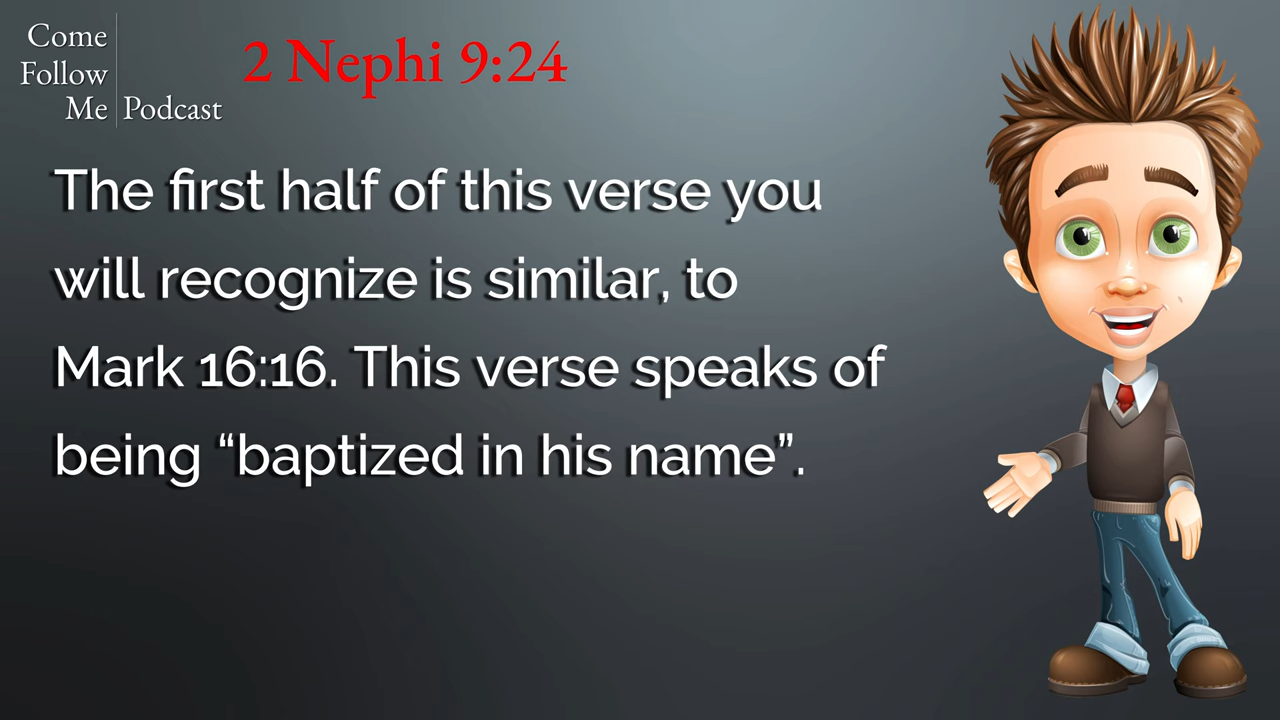 Come
Follow
Me Podcast
2 Nephi 9:24
The first half of this verse you
will recognize is similar, to
Mark 16:16. This verse speaks of
being “baptized in his name”.